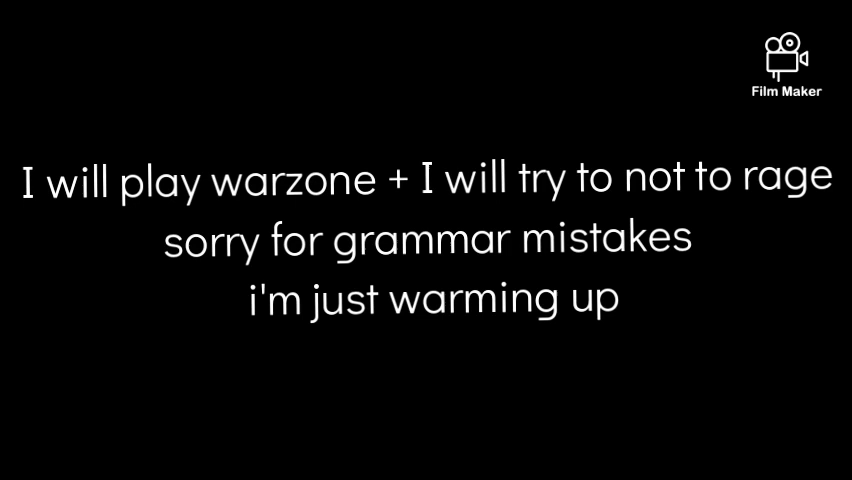 Film Maker
I will play warzone + I will try to not to rage
sorry for grammar mistakes
i'm just warming up